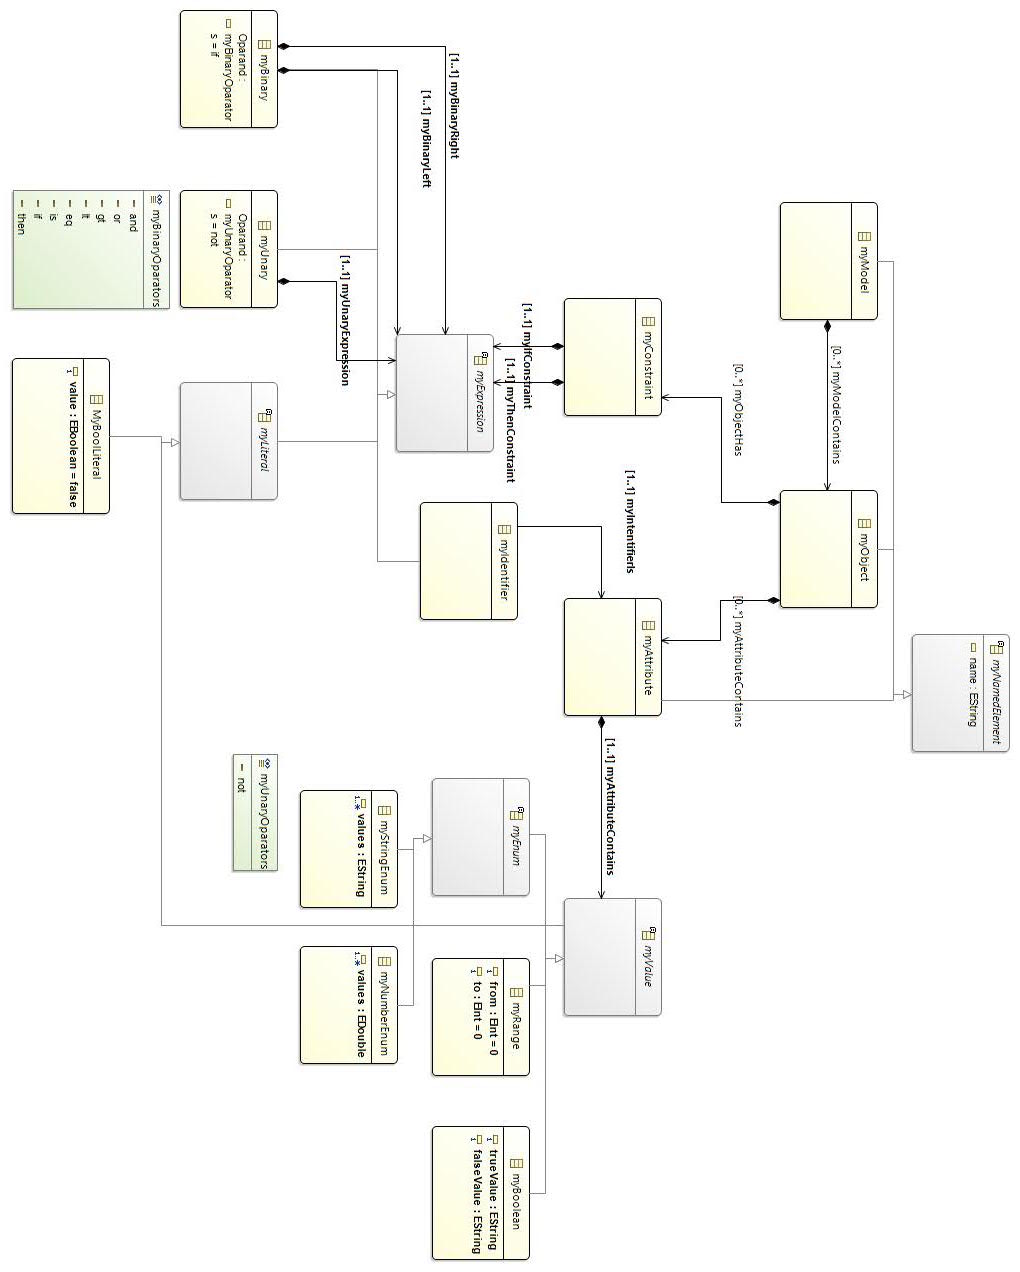 myNamedElement
name : EString
myModel
[0..*] myModelContains
myObject
[0..*] myObjectHas
[0..*] myAttributeContains
myConstraint
[1..1] myIfConstraint
[1..1] myThenConstraint
[1..1] myIntentifierIs
myAttribute
[1..1] myAttributeContains
myValue
[1..1] myBinaryRight
[1..1] myBinaryLeft
[1..1] myUnaryExpression
myExpression
myIdentifier
myEnum
myRange
from : EInt = 0
to : EInt = 0
myBoolean
trueValue : EString
falseValue : EString
myStringEnum
values : EString
1..*
myNumberEnum
values : EDouble
1..*
myBinary
Oparand :
myBinaryOparator
s = if
myUnary
Oparand :
myUnaryOparator
s = not
myLiteral
myUnaryOparators
not
myBinaryOparators
and
or
gt
lt
eq
is
if
then
MyBoolLiteral
value : EBoolean = false